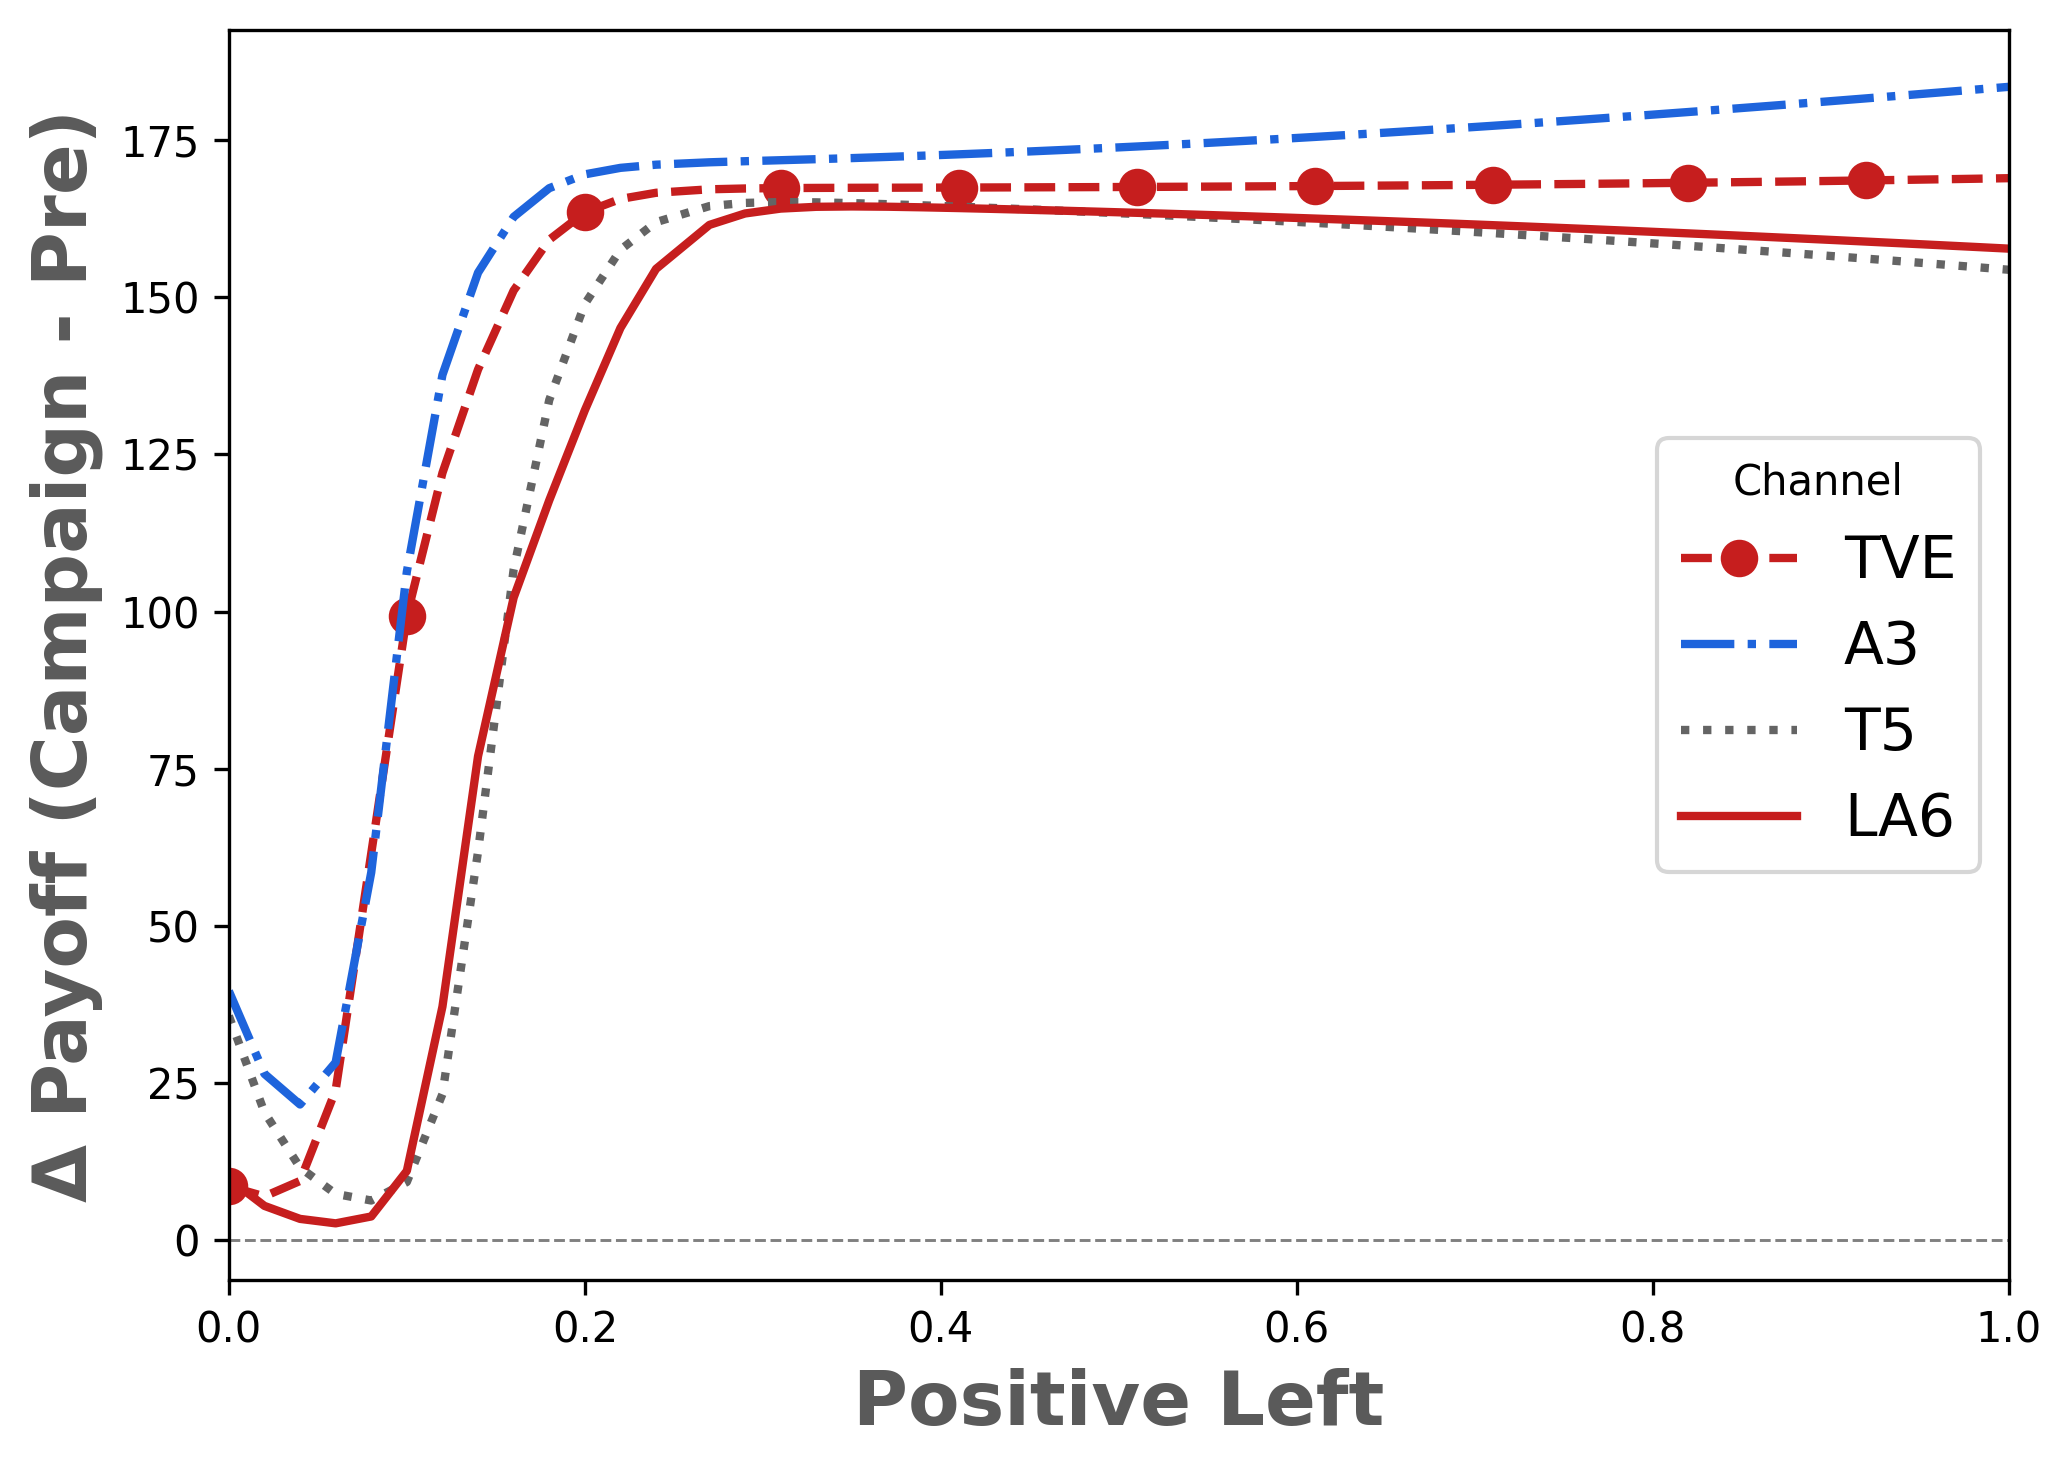 Δ Payoff (Campaign - Pre)
175
150
125
100
75
50
25
0
0.0
0.2
0.4
0.6
0.8
1.0
Positive Left
Channel
TVE
A3
T5
LA6